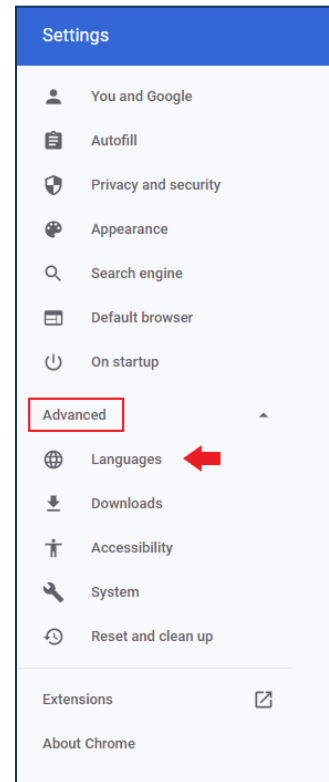 Settings
You and Google
Autofill
Privacy and security
Appearance
Search engine
Default browser
On startup
Advanced
Languages
Downloads
Accessibility
System
Reset and clean up
Extensions
About Chrome